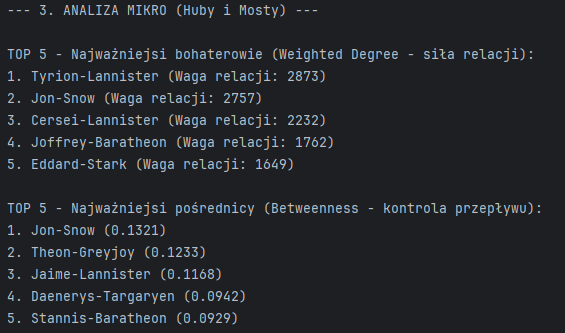 --- 3. ANALIZA MIKRO (Huby i Mosty) ---
TOP 5 - Najważniejsi bohaterowie (Weighted Degree - siła relacji):
1. Tyrion-Lannister (Waga relacji: 2873)
2. Jon-Snow (Waga relacji: 2757)
3. Cersei-Lannister (Waga relacji: 2232)
4. Joffrey-Baratheon (Waga relacji: 1762)
5. Eddard-Stark (Waga relacji: 1649)
TOP 5 - Najważniejsi pośrednicy (Betweenness - kontrola przepływu):
1. Jon-Snow (0.1321)
2. Theon-Greyjoy (0.1233)
3. Jaime-Lannister (0.1168)
4. Daenerys-Targaryen (0.0942)
5. Stannis-Baratheon (0.0929)